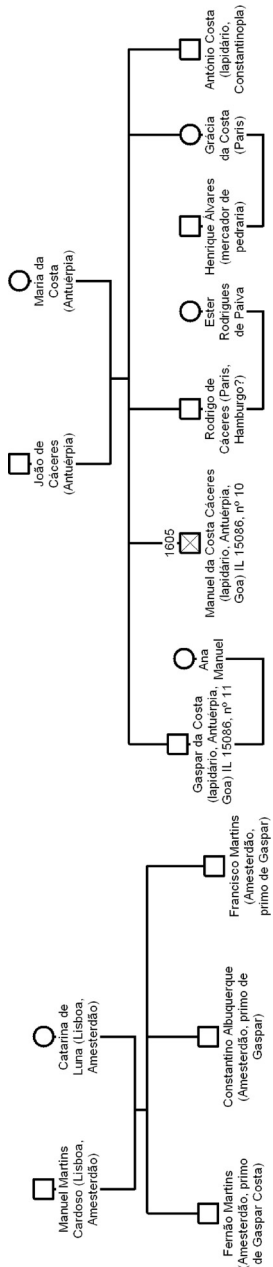 Manuel Martins
Cardoso (Lisboa,
Amesterdão)
Catarina de
Luna (Lisboa,
Amesterdão)
Fernão Martins
(Amesterdão, primo
de Gaspar Costa)
Constantino Albuquerque
(Amesterdão, primo de
Gaspar)
Francisco Martins
(Amesterdão,
primo de Gaspar)
João de
Cáceres
(Antuérpia)
Maria da
Costa
(Antuérpia)
Gaspar da Costa
(lapidário, Antuérpia,
Goa) IL 15086, nº 11
Ana
Manuel
1605
Manuel da Costa Cáceres
(lapidário, Antuérpia,
Goa) IL 15086, nº 10
Rodrigo de
Cáceres (Paris,
Hamburgo?)
Ester
Rodrigues
de Paiva
Henrique Álvares
(mercador de
pedraria)
Grácia
da Costa
(Paris)
António Costa
(lapidário,
Constantinopla)